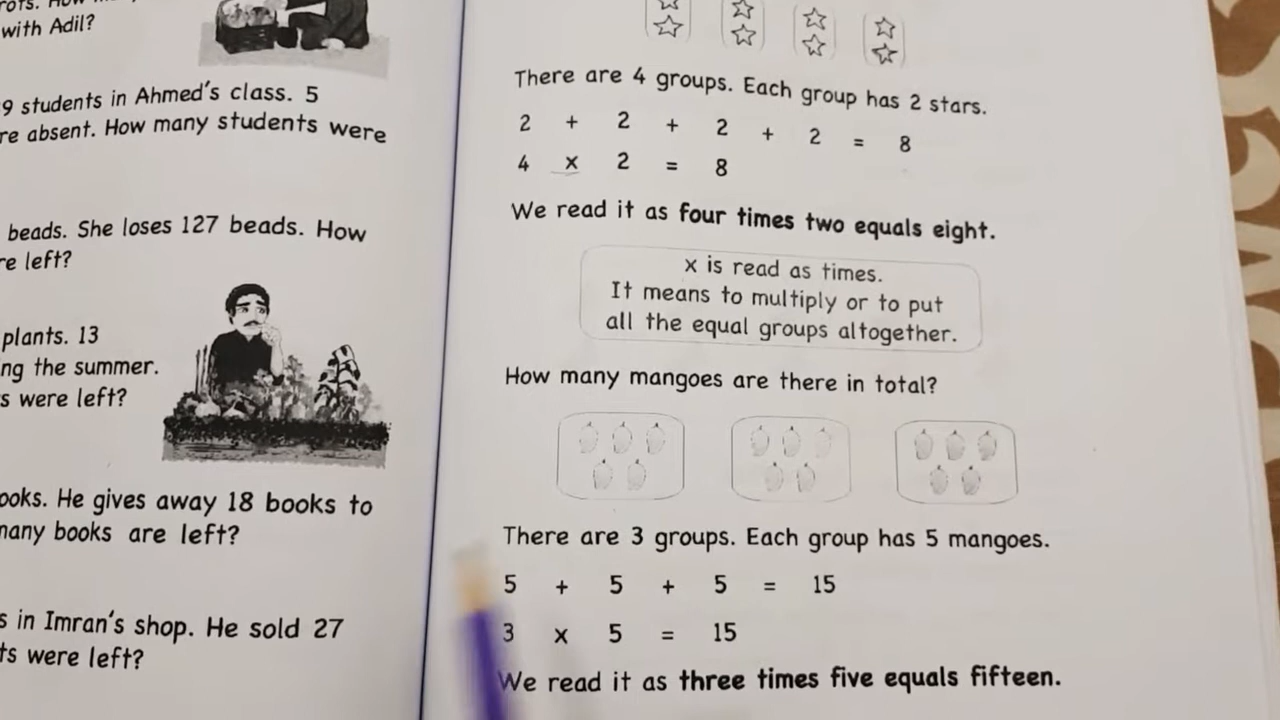 with Adil?
9 students in Ahmed's class. 5
re absent. How many students were
beads. She loses 127 beads. How
re left?
plants. 13
ng the summer.
s were left?
ooks. He gives away 18 books to
many books are left?
s in Imran's shop. He sold 27
ts were left?
There are 4 groups. Each group has 2 stars.
2 + 2 + 2 + 2 = 8
4 x 2 = 8
We read it as four times two equals eight.
x is read as times.
It means to multiply or to put
all the equal groups altogether.
How many mangoes are there in total?
There are 3 groups. Each group has 5 mangoes.
5 + 5 + 5 = 15
3 x 5 = 15
We read it as three times five equals fifteen.